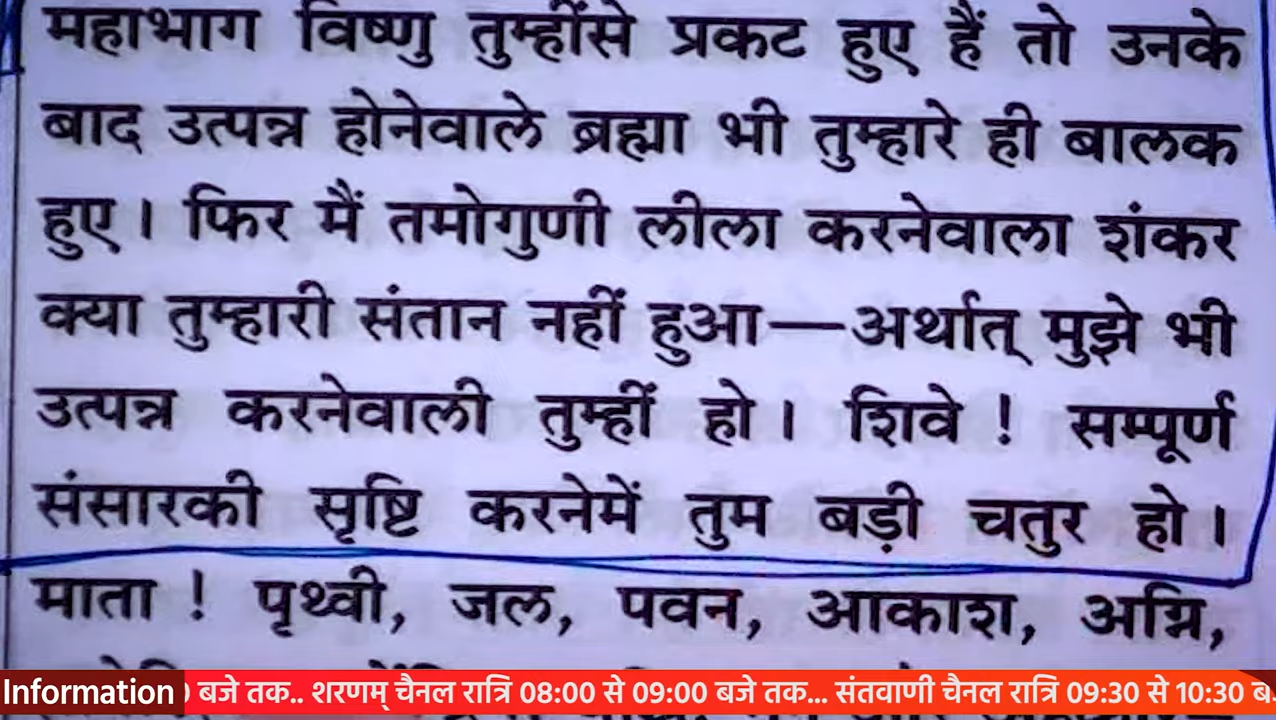 महाभाग विष्णु तुम्हींसे प्रकट हुए हैं तो उनके
बाद उत्पन्न होनेवाले ब्रह्मा भी तुम्हारे ही बालक
हुए। फिर मैं तमोगुणी लीला करनेवाला शंकर
क्या तुम्हारी संतान नहीं हुआ—अर्थात् मुझे भी
उत्पन्न करनेवाली तुम्हीं हो। शिवे ! सम्पूर्ण
संसारकी सृष्टि करनेमें तुम बड़ी चतुर हो।
माता ! पृथ्वी, जल, पवन, आकाश, अग्नि,
Information बजे तक.. शरणम् चैनल रात्रि 08:00 से 09:00 बजे तक... संतवाणी चैनल रात्रि 09:30 से 10:30